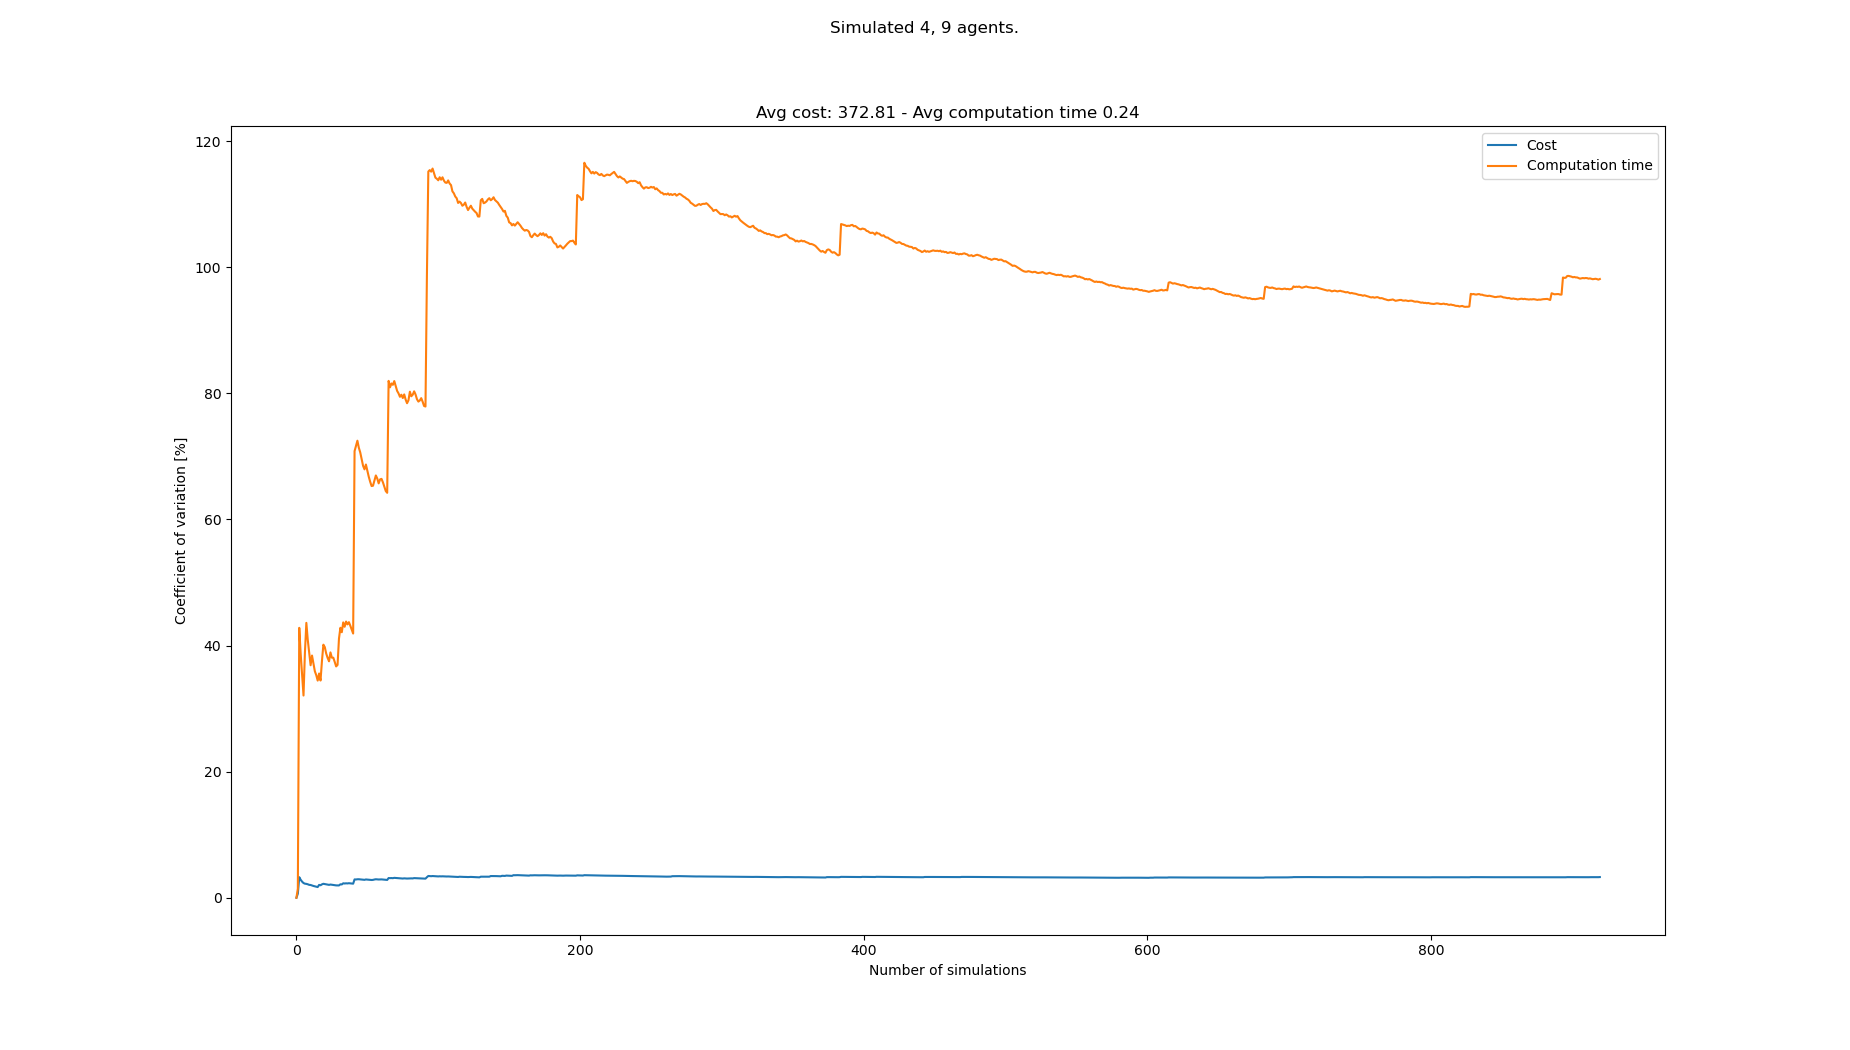 Simulated 4, 9 agents.
Avg cost: 372.81 - Avg computation time 0.24
Cost
Computation time
120
100
80
60
40
20
0
Coefficient of variation [%]
0 200 400 600 800
Number of simulations